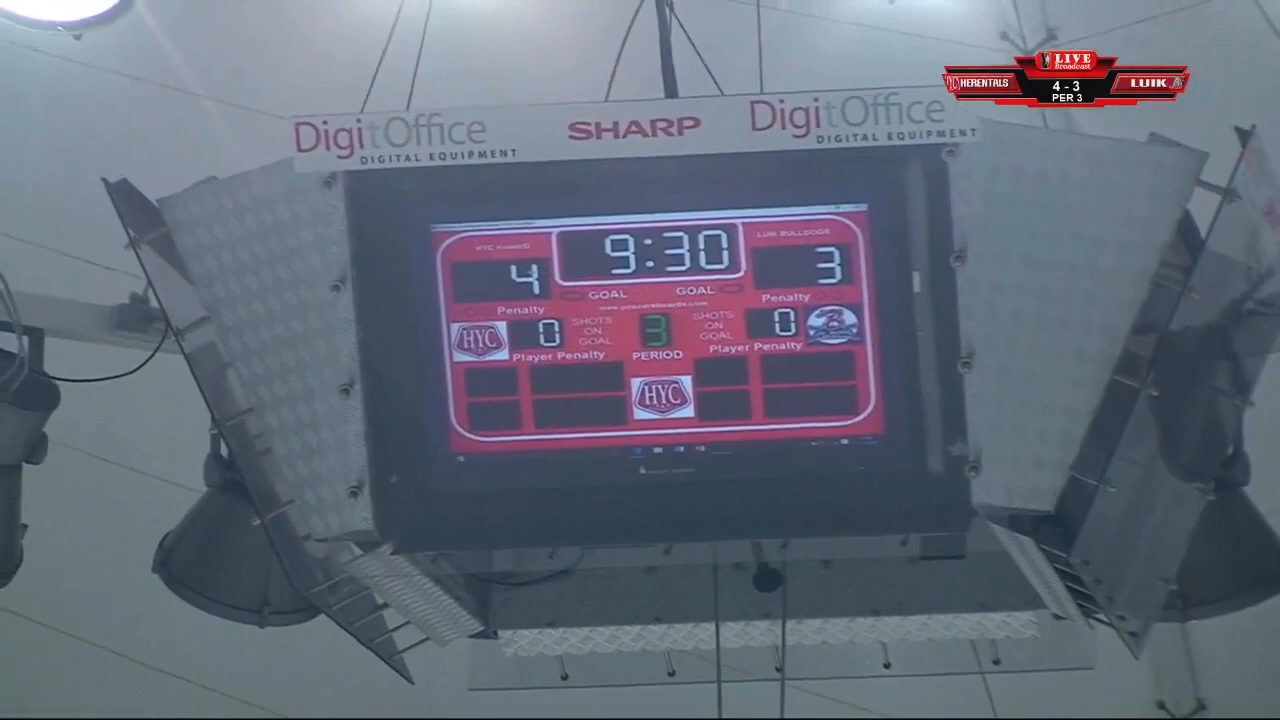 LIVE
Broadcast
HERENTALS
4 - 3
LUIK
PER 3
DigitOffice
DIGITAL EQUIPMENT
SHARP
DigitOffice
DIGITAL EQUIPMENT
LUIK BULLDOGS
4
9:30
3
GOAL
GOAL
Penalty
Penalty
HYC
0
SHOTS
ON
GOAL
3
SHOTS
ON
GOAL
0
Player Penalty
PERIOD
Player Penalty
HYC